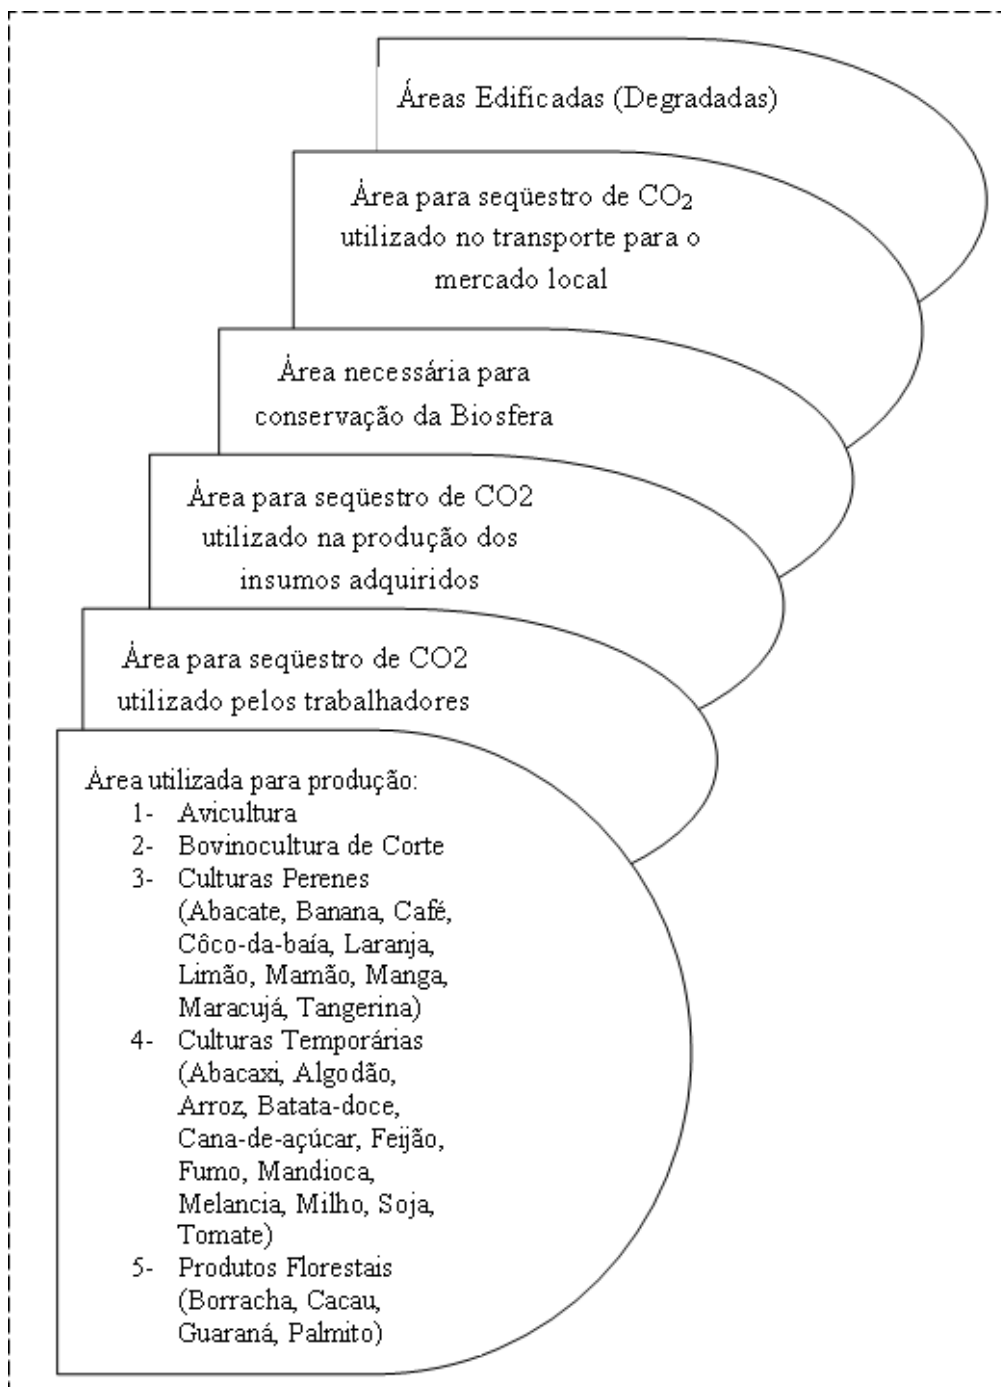 Áreas Edificadas (Degradadas)
Área para seqüestro de CO₂
utilizado no transporte para o
mercado local
Área necessária para
conservação da Biosfera
Área para seqüestro de CO2
utilizado na produção dos
insumos adquiridos
Área para seqüestro de CO2
utilizado pelos trabalhadores
Área utilizada para produção:
1- Avicultura
2- Bovinocultura de Corte
3- Culturas Perenes
(Abacate, Banana, Café,
Côco-da-baía, Laranja,
Limão, Mamão, Manga,
Maracujá, Tangerina)
4- Culturas Temporárias
(Abacaxi, Algodão,
Arroz, Batata-doce,
Cana-de-açúcar, Feijão,
Fumo, Mandioca,
Melancia, Milho, Soja,
Tomate)
5- Produtos Florestais
(Borracha, Cacau,
Guaraná, Palmito)